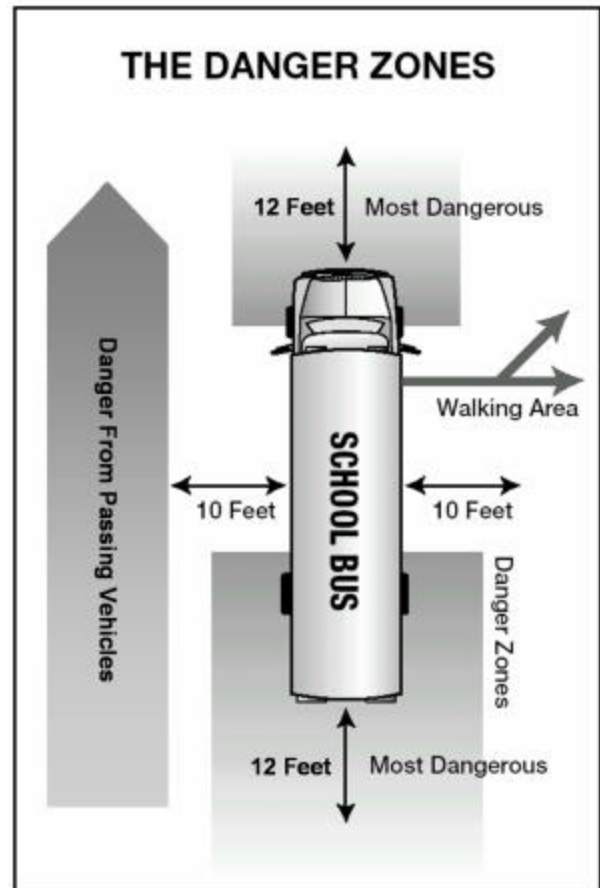 THE DANGER ZONES
12 Feet
Most Dangerous
Danger From Passing Vehicles
Walking Area
SCHOOL BUS
10 Feet
10 Feet
Danger Zones
12 Feet
Most Dangerous